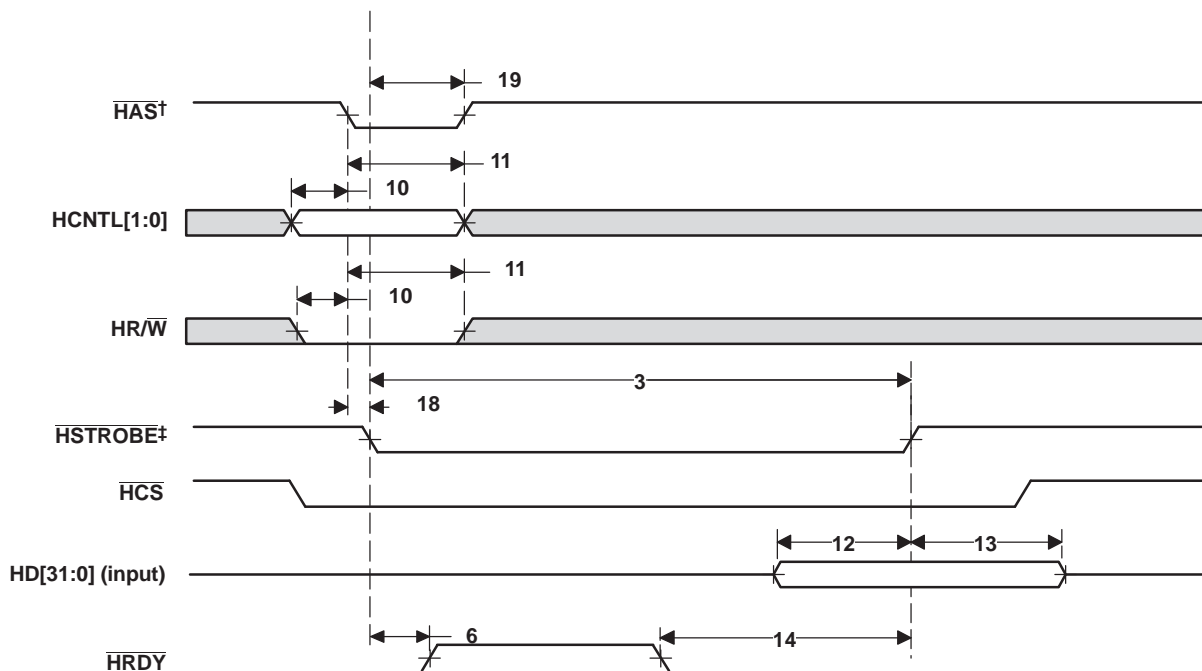 19
HAS†
11
10
HCNTL[1:0]
11
10
HR/W
3
18
HSTROBE‡
HCS
12
13
HD[31:0] (input)
6
14
HRDY